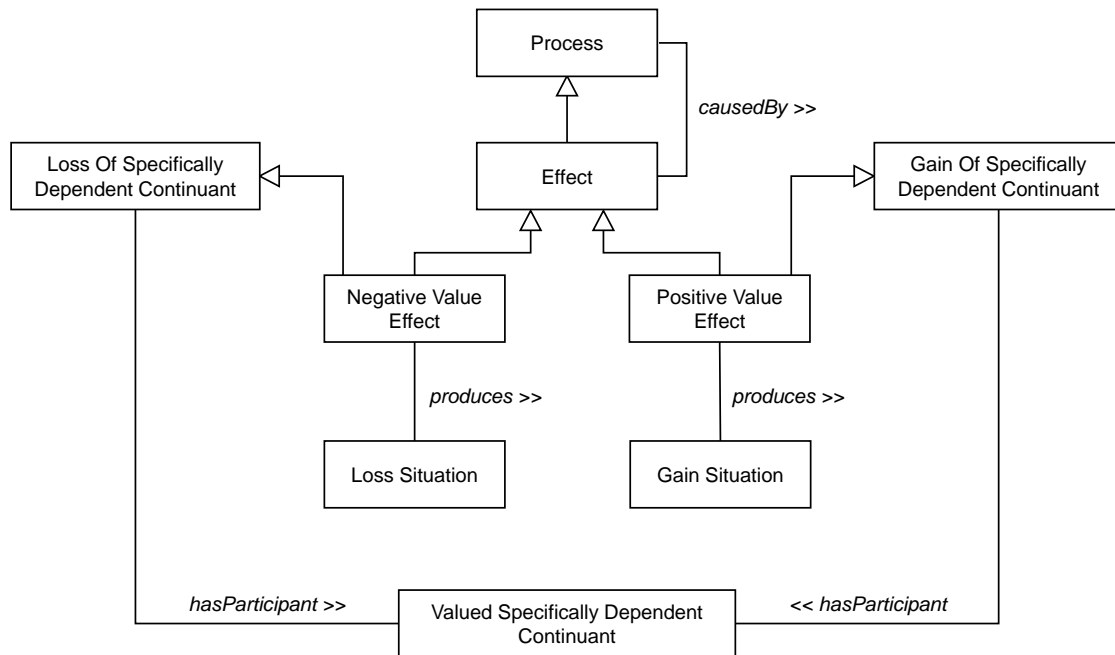 Process
causedBy >>
Loss Of Specifically
Dependent Continuant
Effect
Gain Of Specifically
Dependent Continuant
Negative Value
Effect
Positive Value
Effect
produces >>
produces >>
Loss Situation
Gain Situation
hasParticipant >>
Valued Specifically Dependent
Continuant
<< hasParticipant